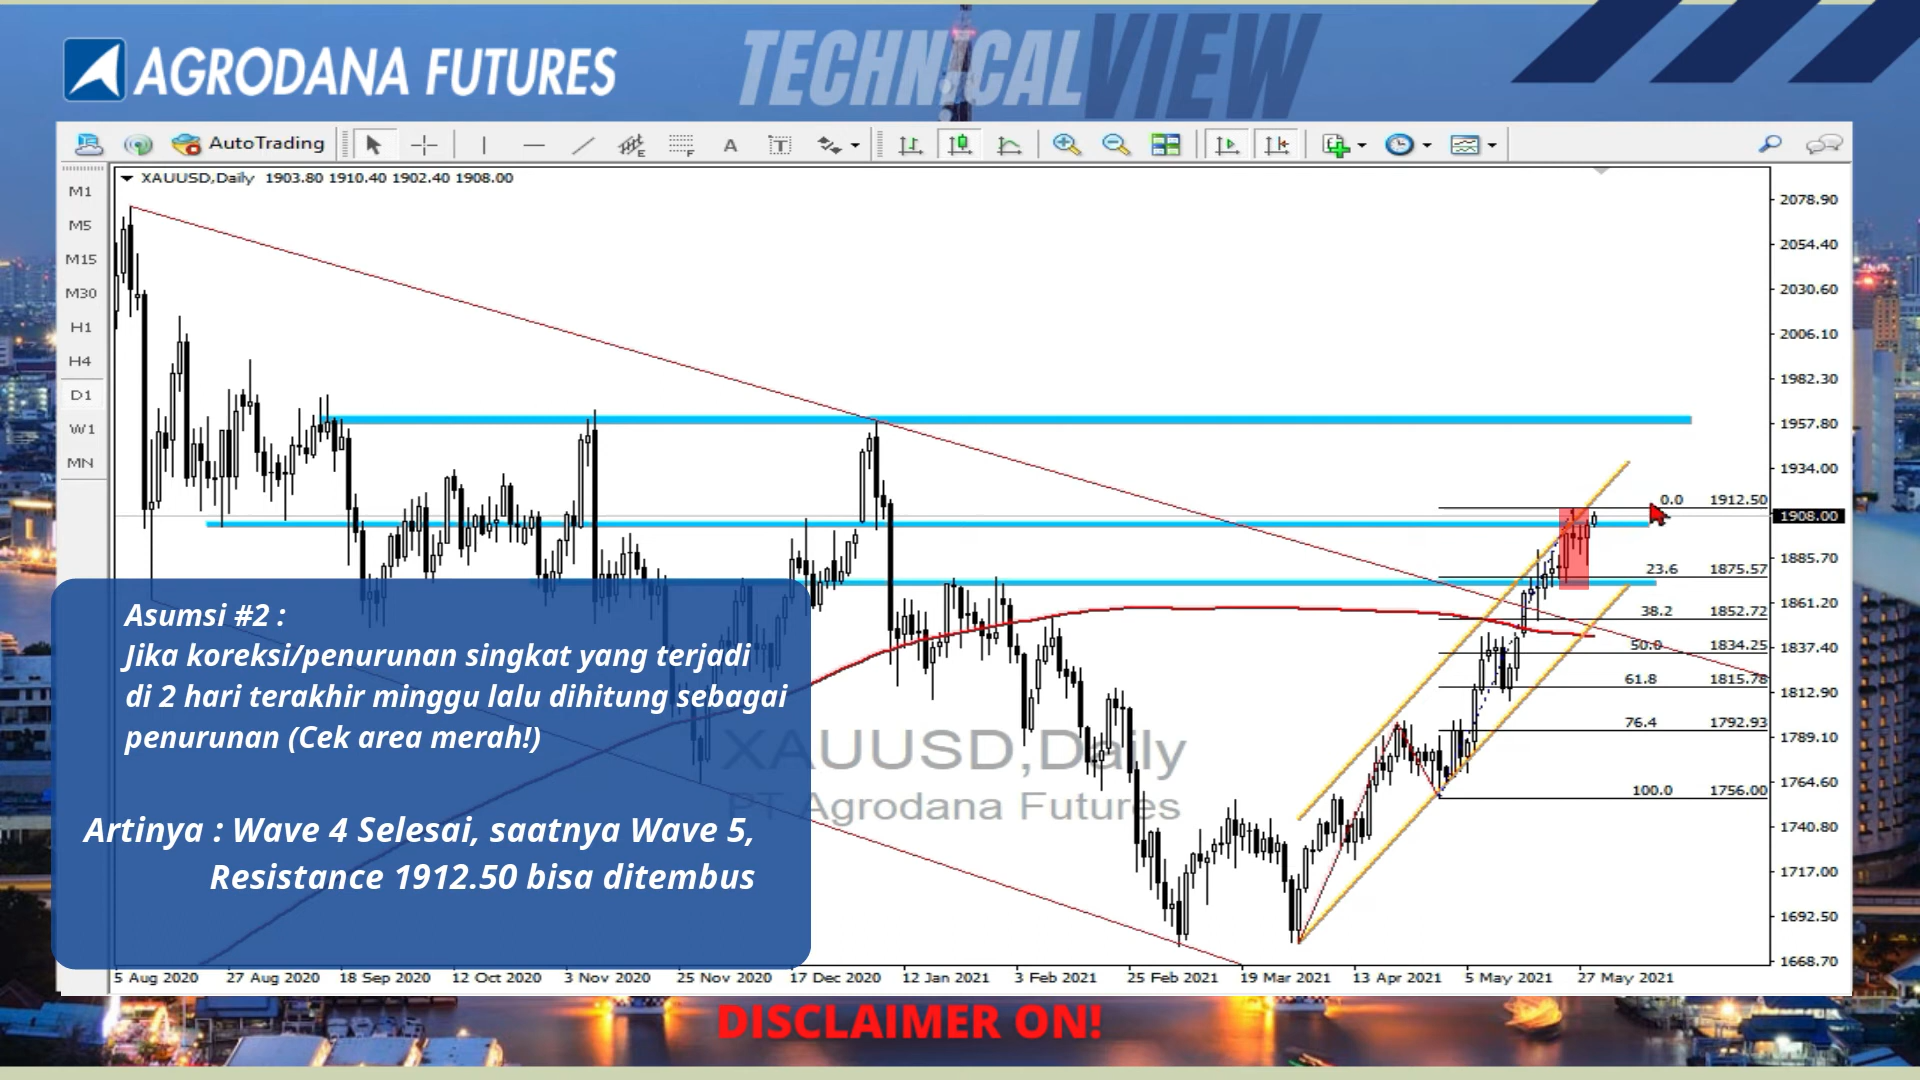 AGRODANA FUTURES
TECHNICALVIEW
AutoTrading
E
F
A
T
M1
M5
M15
M30
H1
H4
D1
W1
MN
XAUUSD,Daily 1903.80 1910.40 1902.40 1908.00
2078.90
2054.40
2030.60
2006.10
1982.30
1957.80
1934.00
1908.00
1885.70
1861.20
1837.40
1812.90
1789.10
1764.60
1740.80
1717.00
1692.50
1668.70
0.0 1912.50
23.6 1875.57
38.2 1852.72
50.0 1834.25
61.8 1815.78
76.4 1792.93
100.0 1756.00
XAUUSD,Daily
PT Agrodana Futures
Asumsi #2 :
Jika koreksi/penurunan singkat yang terjadi
di 2 hari terakhir minggu lalu dihitung sebagai
penurunan (Cek area merah!)
Artinya : Wave 4 Selesai, saatnya Wave 5,
Resistance 1912.50 bisa ditembus
5 Aug 2020 27 Aug 2020 18 Sep 2020 12 Oct 2020 3 Nov 2020 25 Nov 2020 17 Dec 2020 12 Jan 2021 3 Feb 2021 25 Feb 2021 19 Mar 2021 13 Apr 2021 5 May 2021 27 May 2021
DISCLAIMER ON!